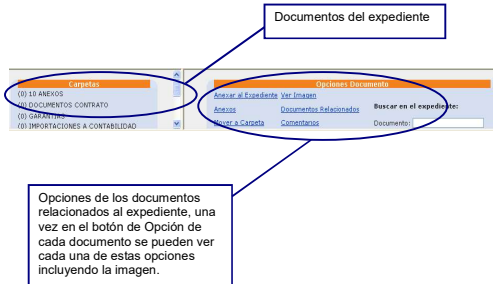 Documentos del expediente
Carpetas
(0) 10 ANEXOS
(0) DOCUMENTOS CONTRATO
(0) GARANTIAS
(0) IMPORTACIONES A CONTABILIDAD
Opciones Documento
Anexar al Expediente Ver Imagen
Anexos Documentos Relacionados Buscar en el expediente:
Mover a Carpeta Comentarios Documento:
Opciones de los documentos
relacionados al expediente, una
vez en el botón de Opción de
cada documento se pueden ver
cada una de estas opciones
incluyendo la imagen.